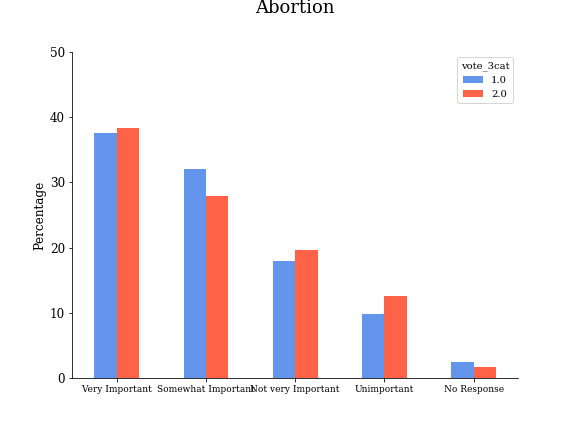 Abortion
vote_3cat
1.0
2.0
Percentage
50
40
30
20
10
0
Very Important Somewhat Important Not very Important Unimportant No Response